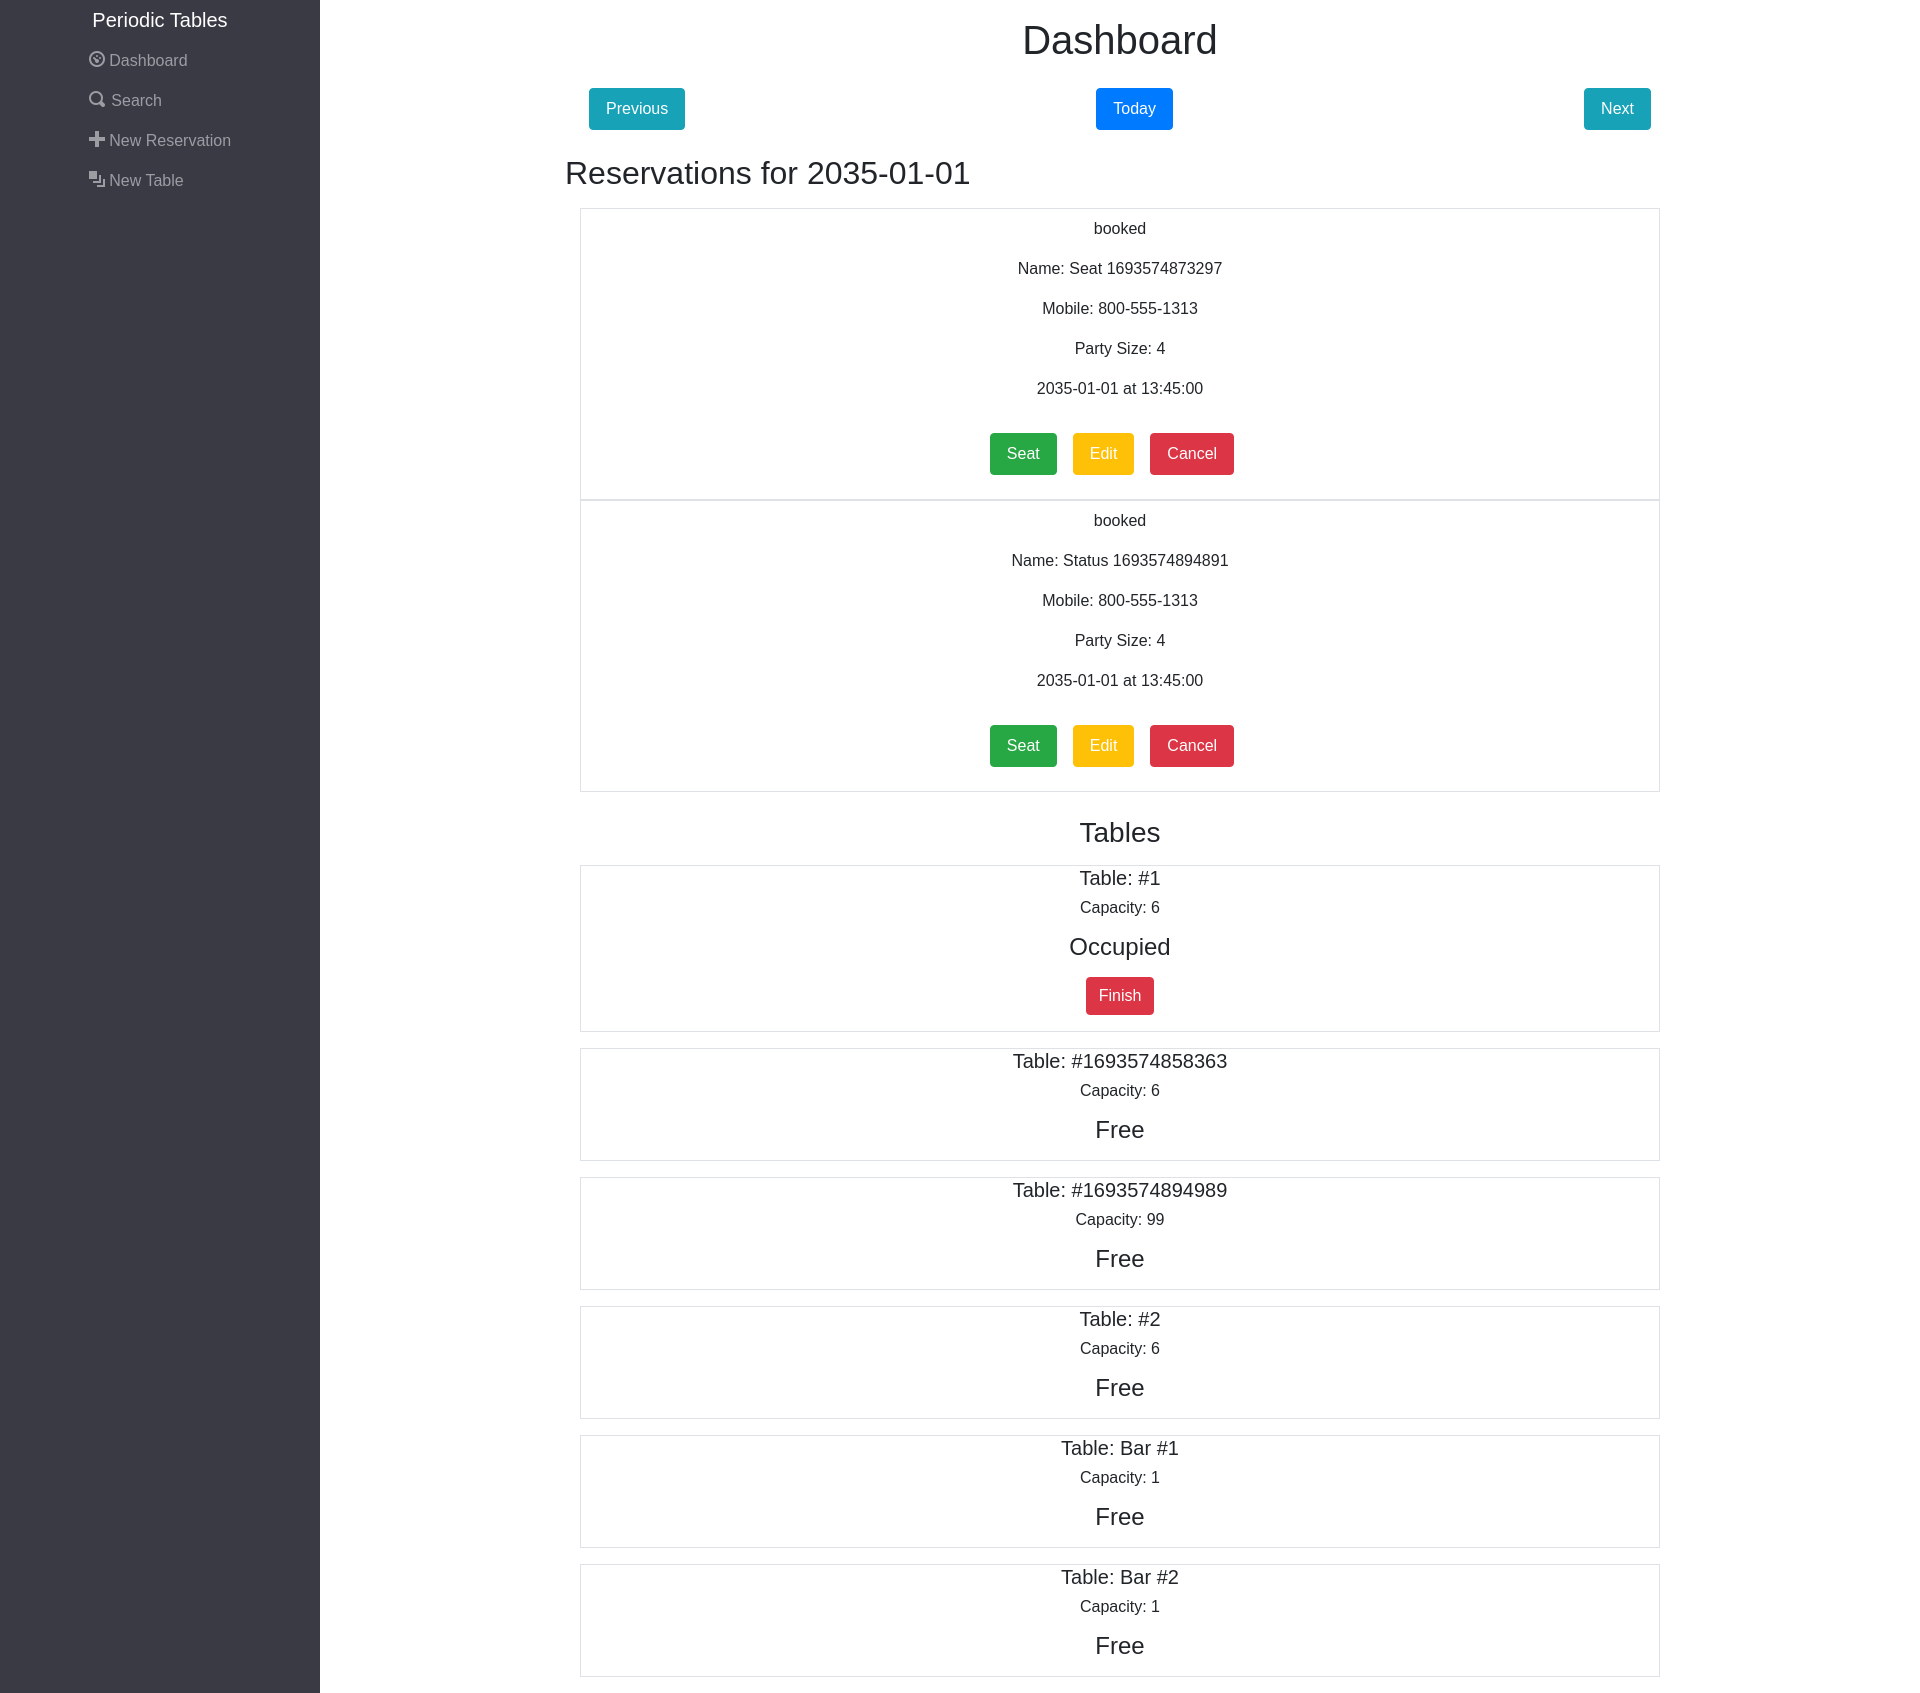 Periodic Tables
Dashboard
Search
New Reservation
New Table
Dashboard
Previous Today Next
Reservations for 2035-01-01
booked
Name: Seat 1693574873297
Mobile: 800-555-1313
Party Size: 4
2035-01-01 at 13:45:00
Seat Edit Cancel
booked
Name: Status 1693574894891
Mobile: 800-555-1313
Party Size: 4
2035-01-01 at 13:45:00
Seat Edit Cancel
Tables
Table: #1
Capacity: 6
Occupied
Finish
Table: #1693574858363
Capacity: 6
Free
Table: #1693574894989
Capacity: 99
Free
Table: #2
Capacity: 6
Free
Table: Bar #1
Capacity: 1
Free
Table: Bar #2
Capacity: 1
Free